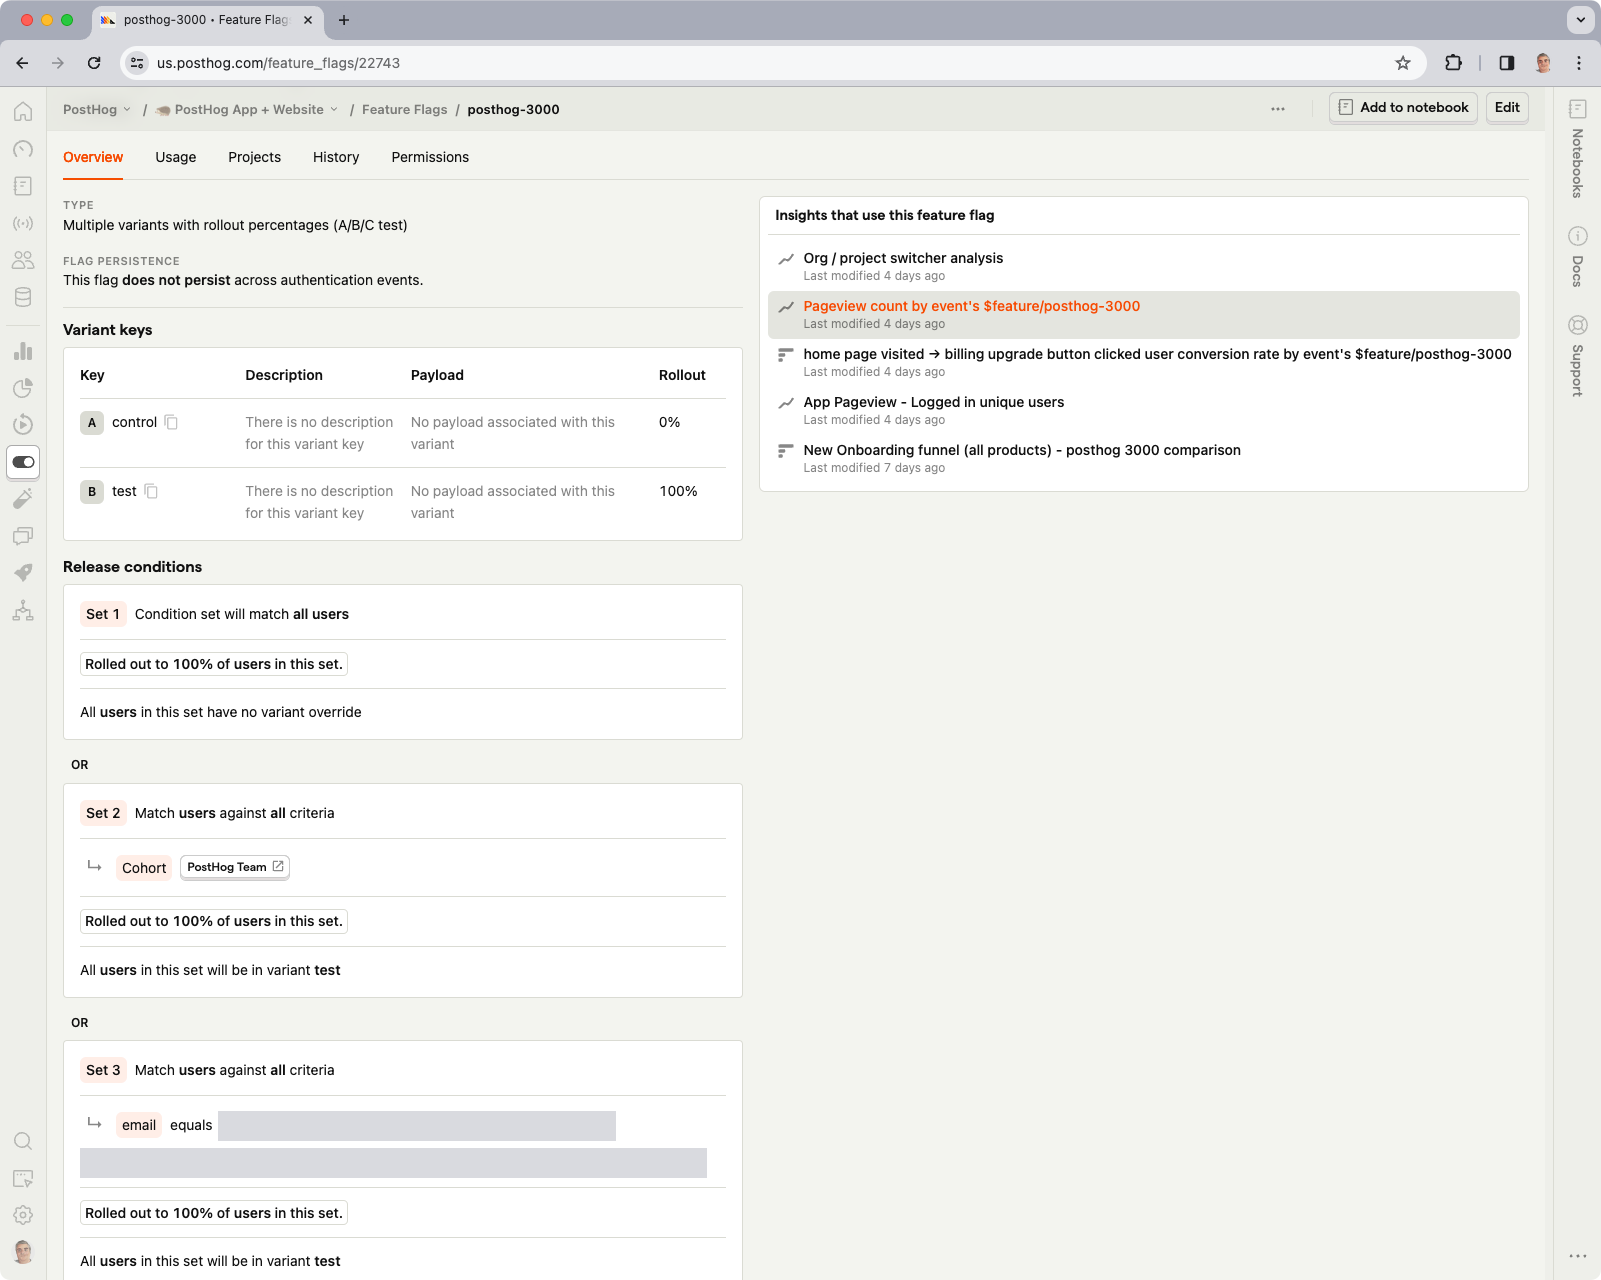 posthog-3000 • Feature Flag
us.posthog.com/feature_flags/22743
PostHog / PostHog App + Website / Feature Flags / posthog-3000
Add to notebook
Edit
Overview Usage Projects History Permissions
TYPE
Multiple variants with rollout percentages (A/B/C test)
FLAG PERSISTENCE
This flag does not persist across authentication events.
Variant keys
Key Description Payload Rollout
A control There is no description No payload associated with this 0%
for this variant key variant
B test There is no description No payload associated with this 100%
for this variant key variant
Release conditions
Set 1 Condition set will match all users
Rolled out to 100% of users in this set.
All users in this set have no variant override
OR
Set 2 Match users against all criteria
Cohort PostHog Team
Rolled out to 100% of users in this set.
All users in this set will be in variant test
OR
Set 3 Match users against all criteria
email equals
Rolled out to 100% of users in this set.
All users in this set will be in variant test
Insights that use this feature flag
Org / project switcher analysis
Last modified 4 days ago
Pageview count by event's $feature/posthog-3000
Last modified 4 days ago
home page visited → billing upgrade button clicked user conversion rate by event's $feature/posthog-3000
Last modified 4 days ago
App Pageview - Logged in unique users
Last modified 4 days ago
New Onboarding funnel (all products) - posthog 3000 comparison
Last modified 7 days ago
Notebooks
Docs
Support